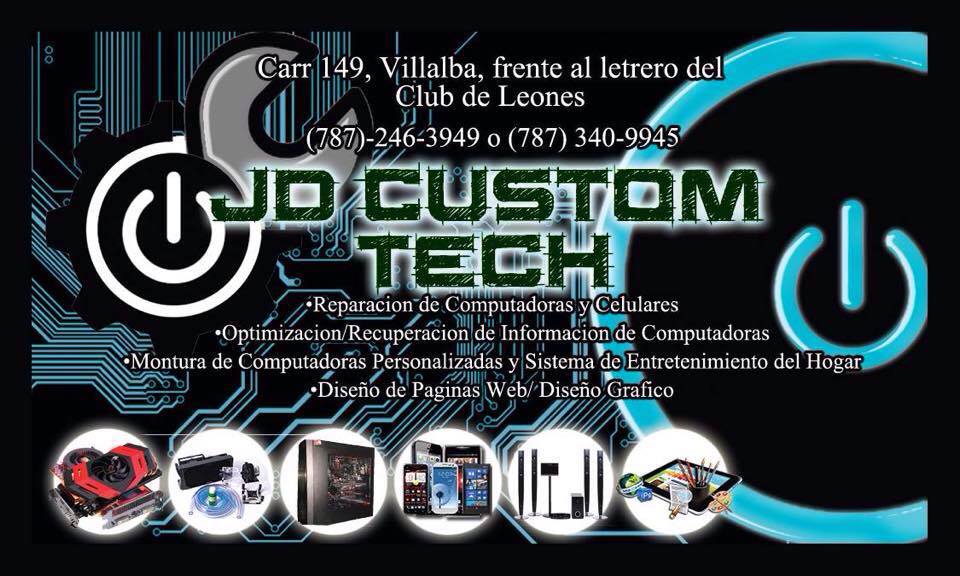 Carr 149, Villalba, frente al letrero del
Club de Leones
(787)-246-3949 o (787) 340-9945
JD CUSTOM
TECH
•Reparacion de Computadoras y Celulares
•Optimizacion/Recuperacion de Informacion de Computadoras
•Montura de Computadoras Personalizadas y Sistema de Entretenimiento del Hogar
•Diseño de Paginas Web/ Diseño Grafico